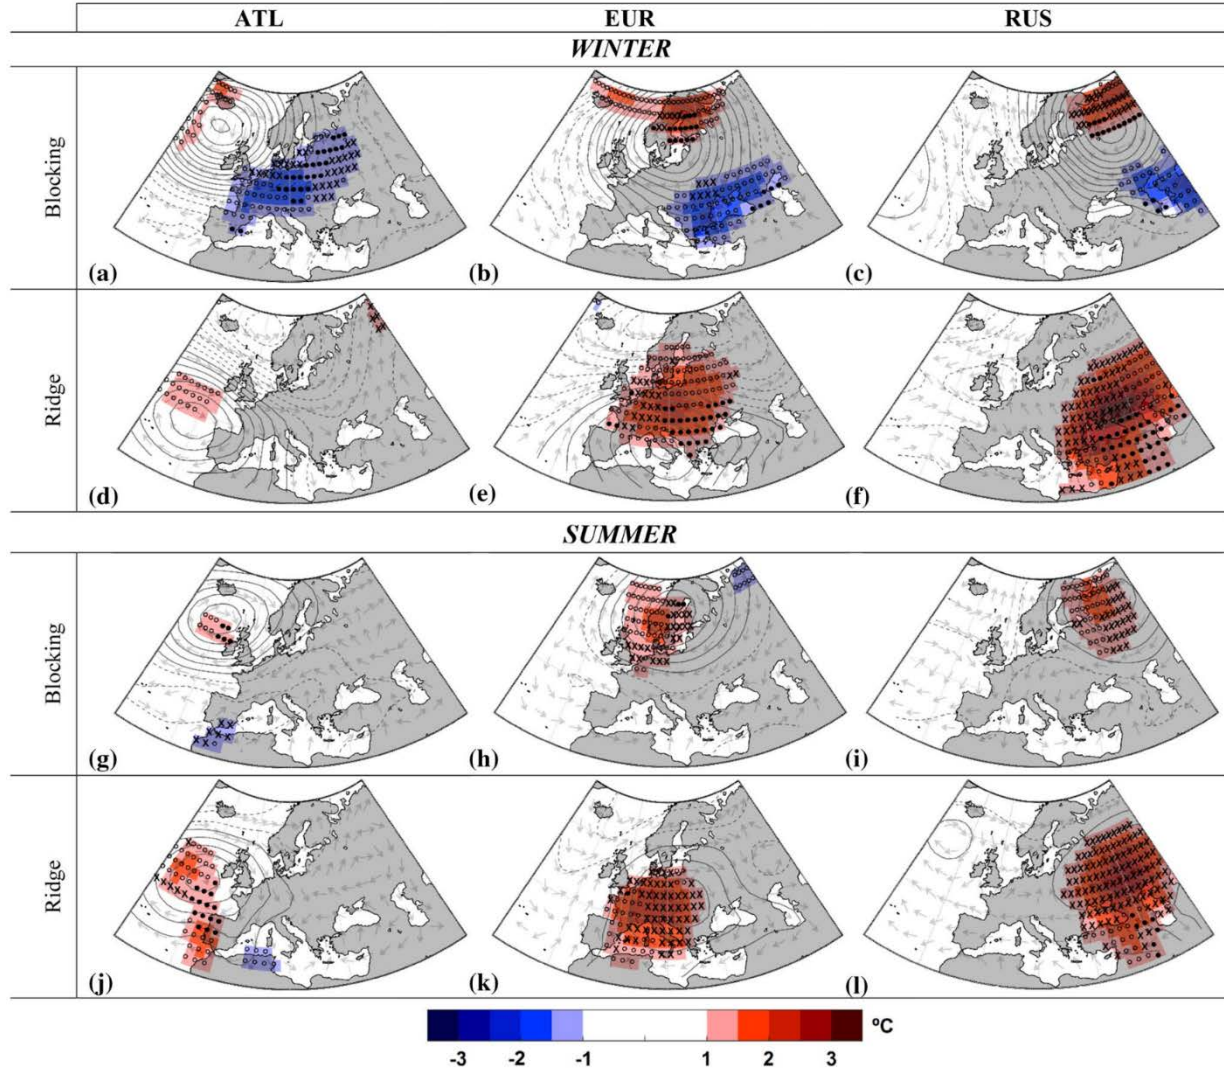 ATL EUR RUS
WINTER
Blocking
(a) (b) (c)
Ridge
(d) (e) (f)
SUMMER
Blocking
(g) (h) (i)
Ridge
(j) (k) (l)
ºC
-3 -2 -1 1 2 3